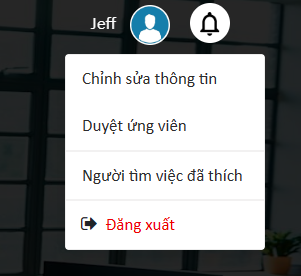 Jeff
Chỉnh sửa thông tin
Duyệt ứng viên
Người tìm việc đã thích
Đăng xuất